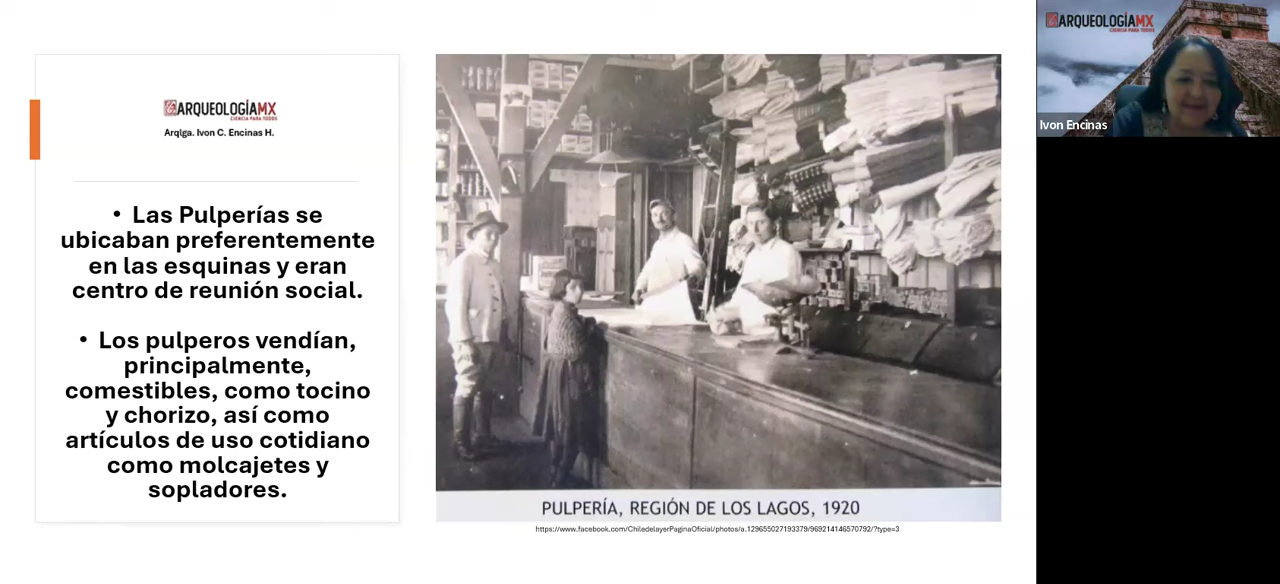 ARQUEOLOGÍAMX
CIENCIA PARA TODOS
Arqlga. Ivon C. Encinas H.
• Las Pulperías se
ubicaban preferentemente
en las esquinas y eran
centro de reunión social.
• Los pulperos vendían,
principalmente,
comestibles, como tocino
y chorizo, así como
artículos de uso cotidiano
como molcajetes y
sopladores.
PULPERÍA, REGIÓN DE LOS LAGOS, 1920
https://www.facebook.com/ChiledelayerPaginaOficial/photos/a.129655027193379/969214146570792/?type=3
ARQUEOLOGÍAMX
CIENCIA PARA TODOS
Ivon Encinas